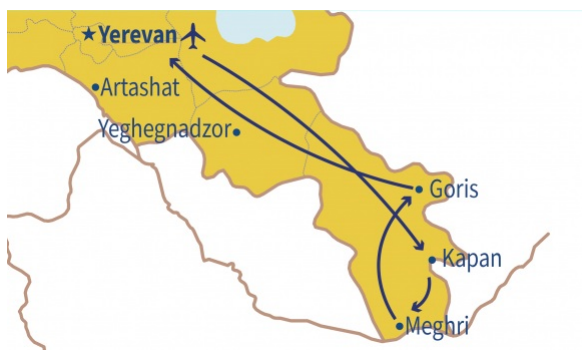 Yerevan
Artashat
Yeghegnadzor
Goris
Kapan
Meghri